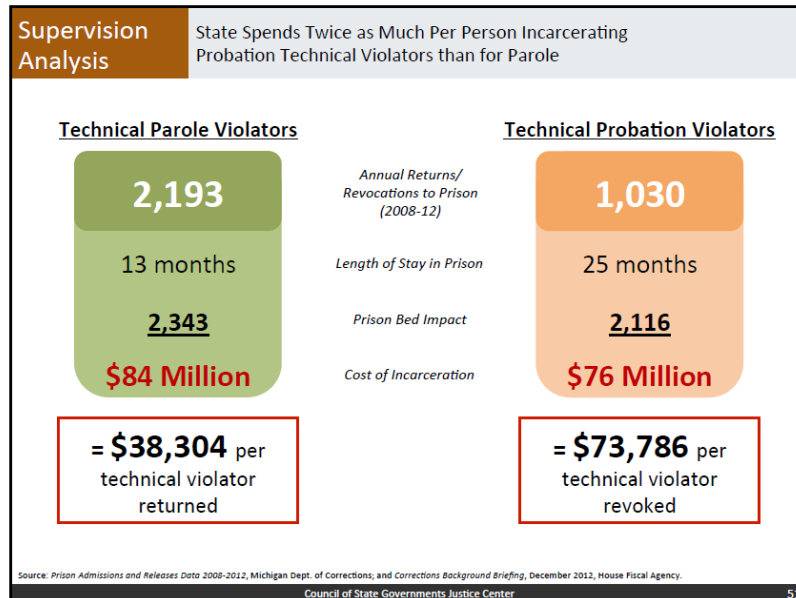 Supervision
Analysis
State Spends Twice as Much Per Person Incarcerating
Probation Technical Violators than for Parole
Technical Parole Violators
Technical Probation Violators
2,193
Annual Returns/
Revocations to Prison
(2008-12)
1,030
13 months
Length of Stay in Prison
25 months
2,343
Prison Bed Impact
2,116
$84 Million
Cost of Incarceration
$76 Million
= $38,304 per
technical violator
returned
= $73,786 per
technical violator
revoked
Source: Prison Admissions and Releases Data 2008-2012, Michigan Dept. of Corrections; and Corrections Background Briefing, December 2012, House Fiscal Agency.
Council of State Governments Justice Center